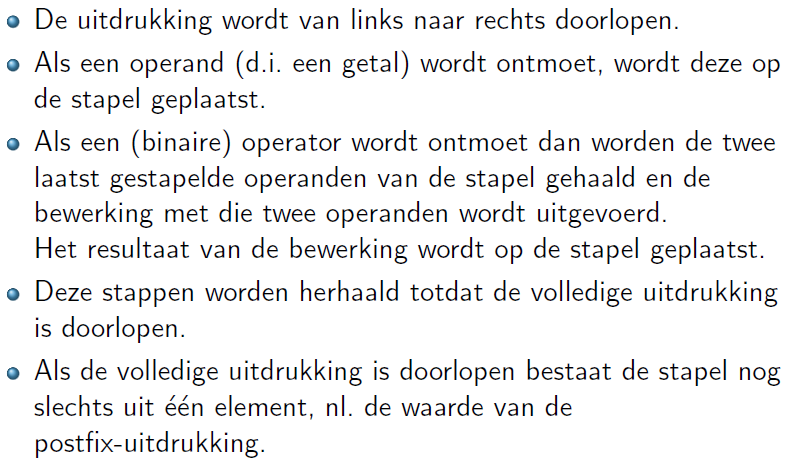 De uitdrukking wordt van links naar rechts doorlopen.
Als een operand (d.i. een getal) wordt ontmoet, wordt deze op
de stapel geplaatst.
Als een (binaire) operator wordt ontmoet dan worden de twee
laatst gestapelde operanden van de stapel gehaald en de
bewerking met die twee operanden wordt uitgevoerd.
Het resultaat van de bewerking wordt op de stapel geplaatst.
Deze stappen worden herhaald totdat de volledige uitdrukking
is doorlopen.
Als de volledige uitdrukking is doorlopen bestaat de stapel nog
slechts uit één element, nl. de waarde van de
postfix-uitdrukking.